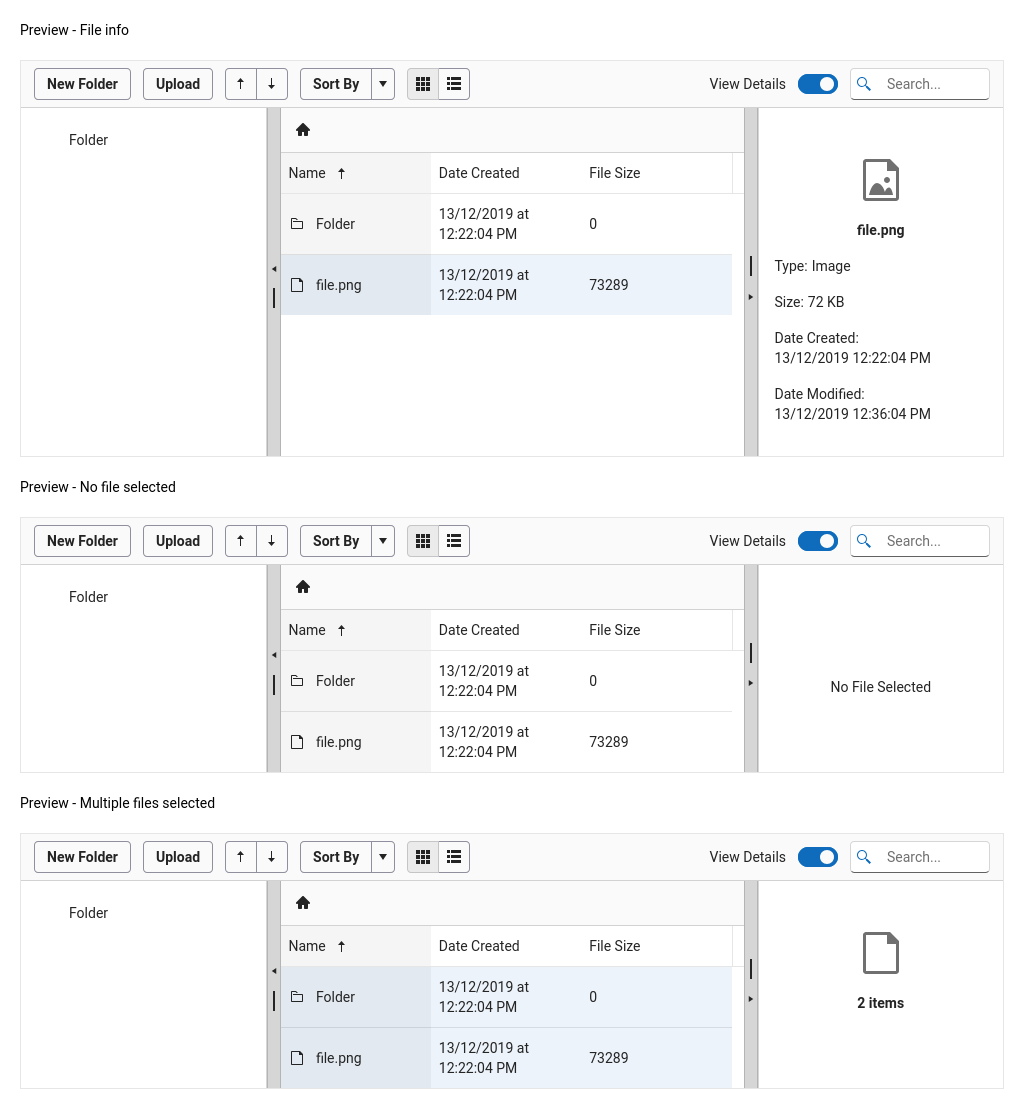 Preview - File info
New Folder Upload Sort By View Details Search...
Folder
Name Date Created File Size
Folder 13/12/2019 at 12:22:04 PM 0
file.png 13/12/2019 at 12:22:04 PM 73289
file.png
Type: Image
Size: 72 KB
Date Created:
13/12/2019 12:22:04 PM
Date Modified:
13/12/2019 12:36:04 PM
Preview - No file selected
New Folder Upload Sort By View Details Search...
Folder
Name Date Created File Size
Folder 13/12/2019 at 12:22:04 PM 0
file.png 13/12/2019 at 12:22:04 PM 73289
No File Selected
Preview - Multiple files selected
New Folder Upload Sort By View Details Search...
Folder
Name Date Created File Size
Folder 13/12/2019 at 12:22:04 PM 0
file.png 13/12/2019 at 12:22:04 PM 73289
2 items